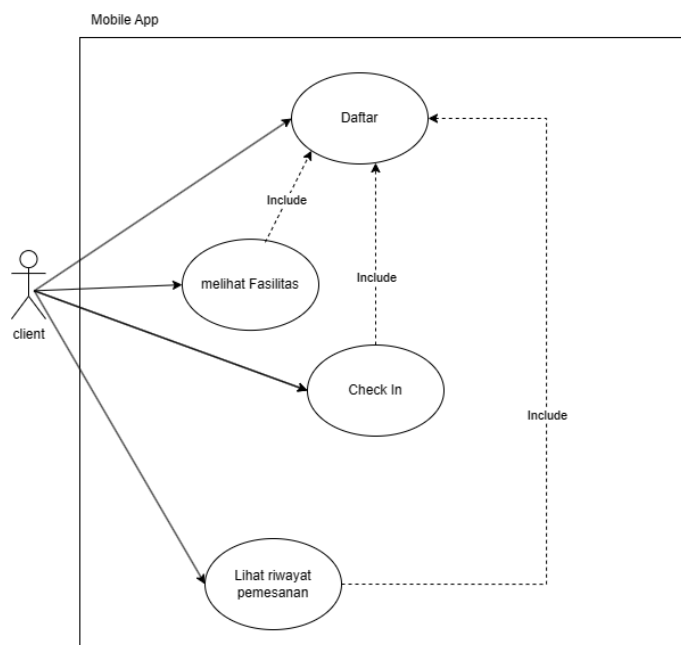 Mobile App
Daftar
Include
melihat Fasilitas
Include
client
Check In
Include
Lihat riwayat
pemesanan